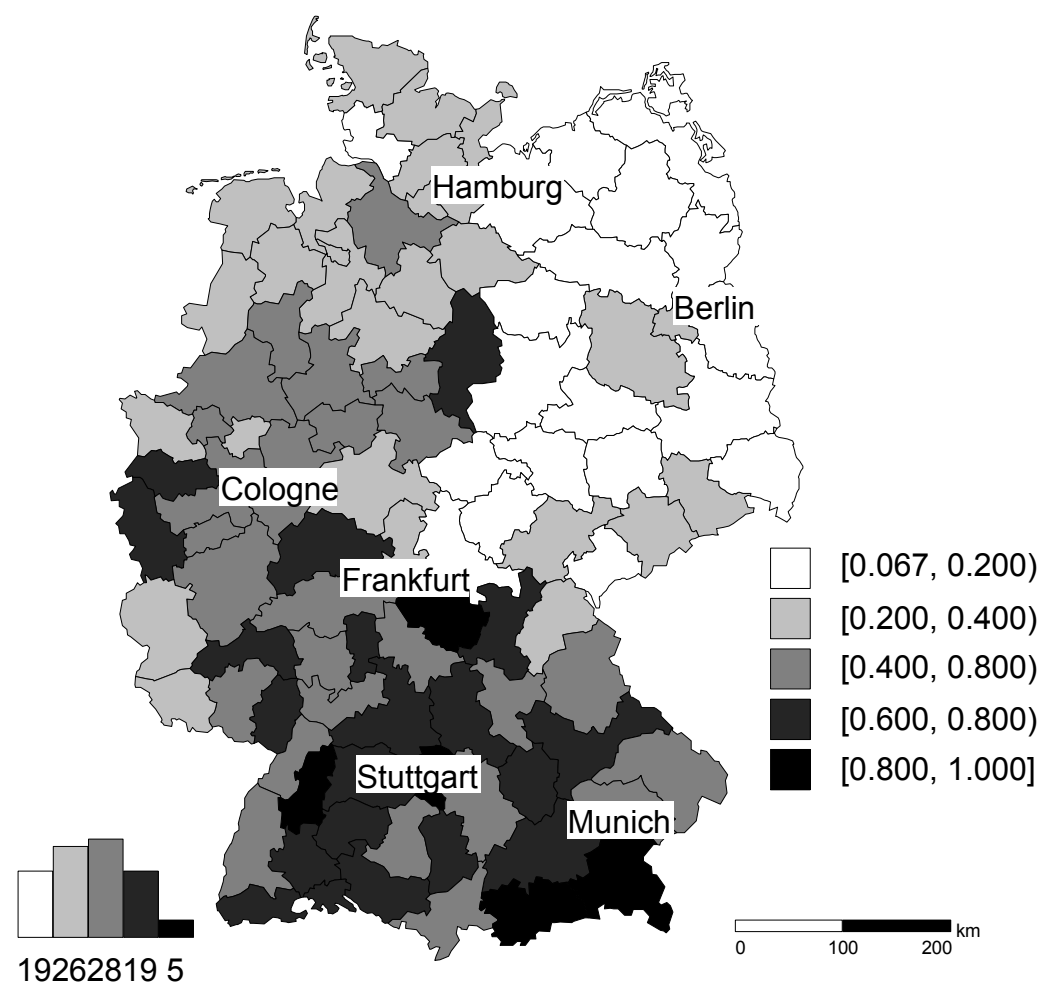 Hamburg
Berlin
Cologne
Frankfurt
[0.067, 0.200)
[0.200, 0.400)
[0.400, 0.800)
[0.600, 0.800)
[0.800, 1.000]
Stuttgart
Munich
km
0 100 200
19262819 5